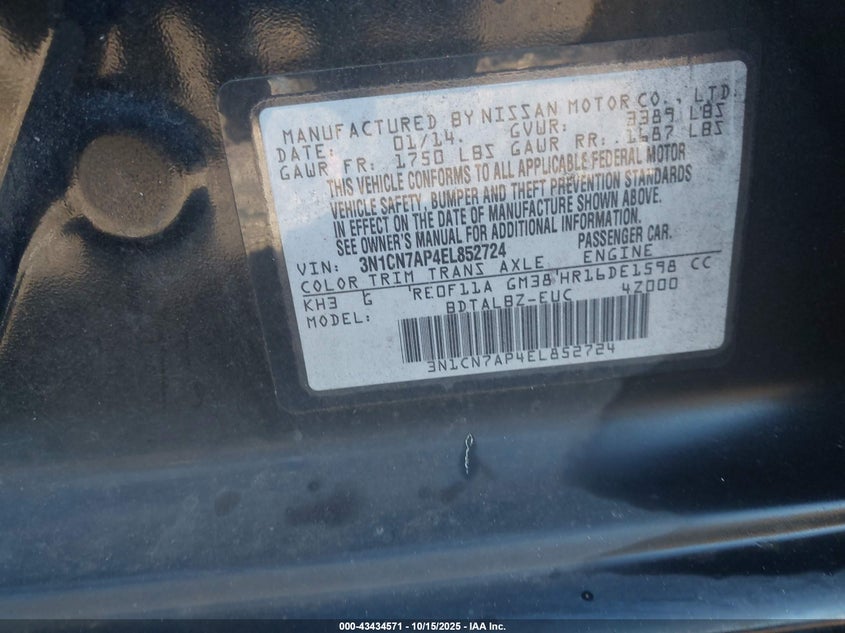 MANUFACTURED BY NISSAN MOTOR CO., LTD.
DATE: 01/14. GVWR: 3389 LBS
GAWR FR: 1750 LBS GAWR RR: 1687 LBS
THIS VEHICLE CONFORMS TO ALL APPLICABLE FEDERAL MOTOR
VEHICLE SAFETY, BUMPER AND THEFT PREVENTION STANDARDS
IN EFFECT ON THE DATE OF MANUFACTURE SHOWN ABOVE.
SEE OWNER'S MANUAL FOR ADDITIONAL INFORMATION.
VIN: 3N1CN7AP4EL852724 PASSENGER CAR.
COLOR TRIM TRANS AXLE ENGINE
KH3 G RE0F11A GM38 HR16DE1598 CC
MODEL: BDTALBZ-EUC 4Z000
3N1CN7AP4EL852724
000-43434571 | 10/15/2025 - IAA Inc.